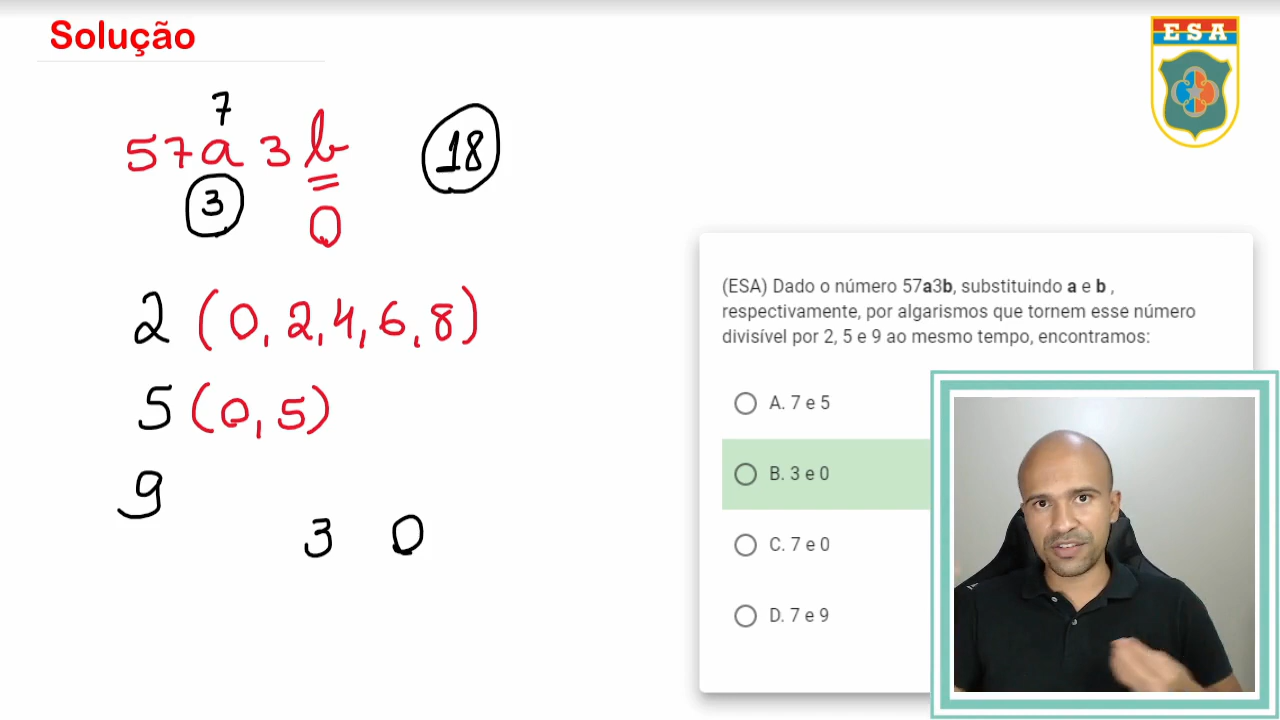 Solução
ESA
7
57a3b
18
3
0
2 (0, 2, 4, 6, 8)
5 (0, 5)
9
3 0
(ESA) Dado o número 57a3b, substituindo a e b ,
respectivamente, por algarismos que tornem esse número
divisível por 2, 5 e 9 ao mesmo tempo, encontramos:
A. 7 e 5
B. 3 e 0
C. 7 e 0
D. 7 e 9